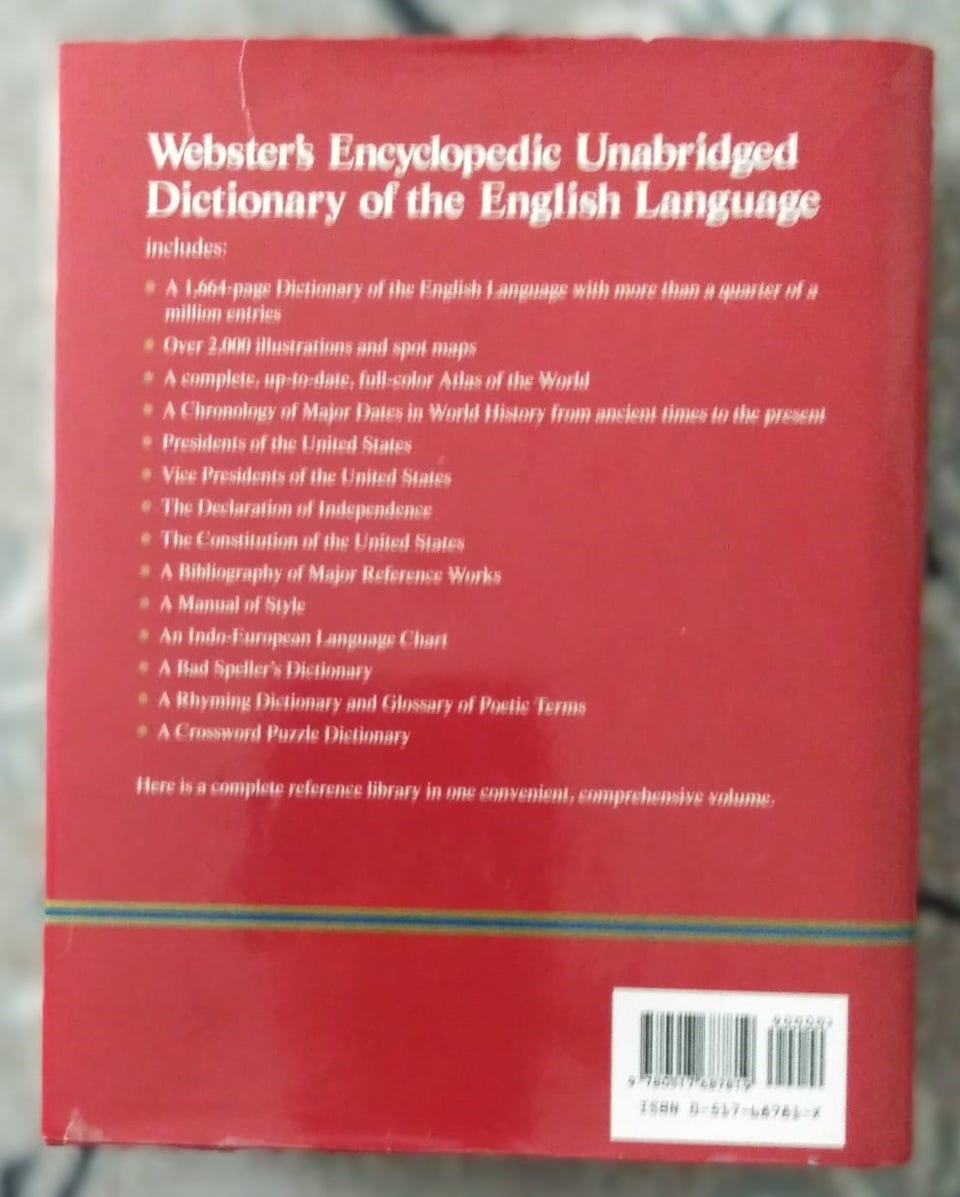 Webster's Encyclopedic Unabridged
Dictionary of the English Language
includes:
• A 1,664-page Dictionary of the English Language with more than a quarter of a
million entries
• Over 2,000 illustrations and spot maps
• A complete, up-to-date, full-color Atlas of the World
• A Chronology of Major Dates in World History from ancient times to the present
• Presidents of the United States
• Vice Presidents of the United States
• The Declaration of Independence
• The Constitution of the United States
• A Bibliography of Major Reference Works
• A Manual of Style
• An Indo-European Language Chart
• A Bad Speller's Dictionary
• A Rhyming Dictionary and Glossary of Poetic Terms
• A Crossword Puzzle Dictionary
Here is a complete reference library in one convenient, comprehensive volume.
90000
9 780517 687819
ISBN 0-517-68781-X